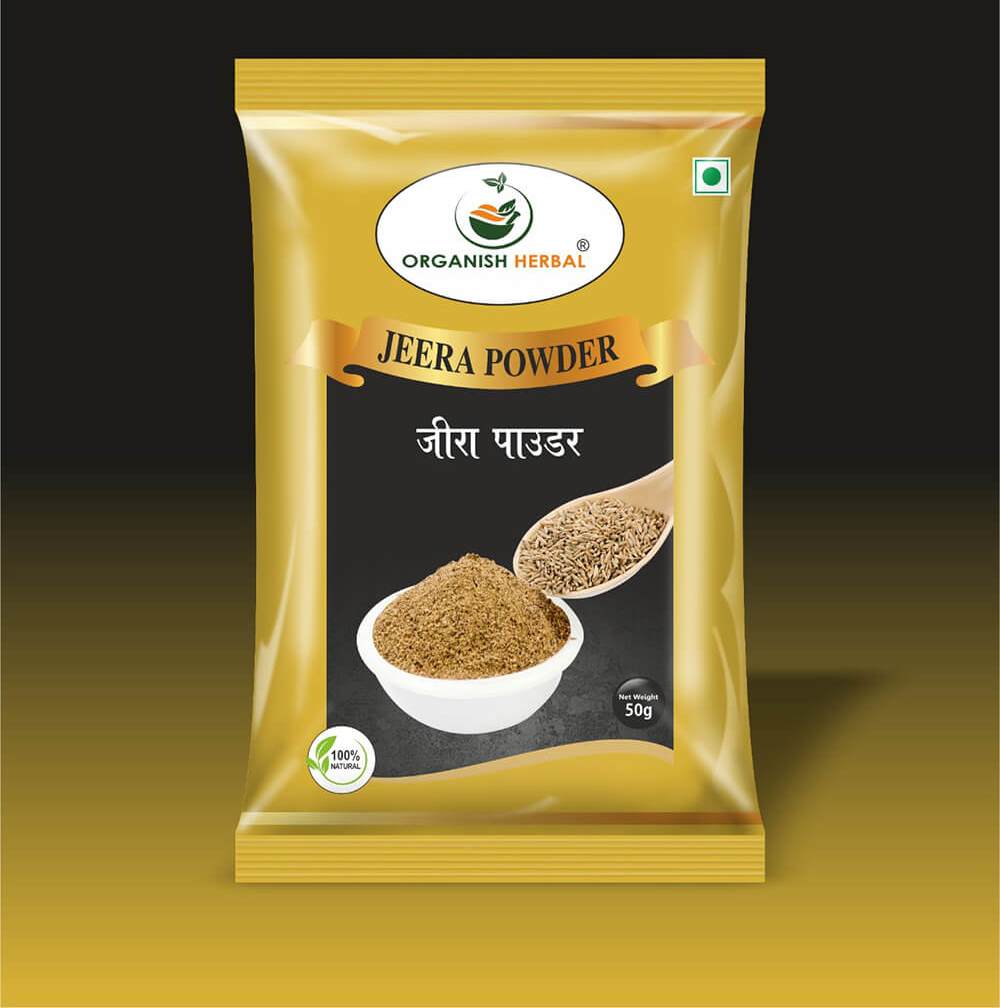 ORGANISH HERBAL®
JEERA POWDER
जीरा पाउडर
Net Weight
50g
100%
NATURAL